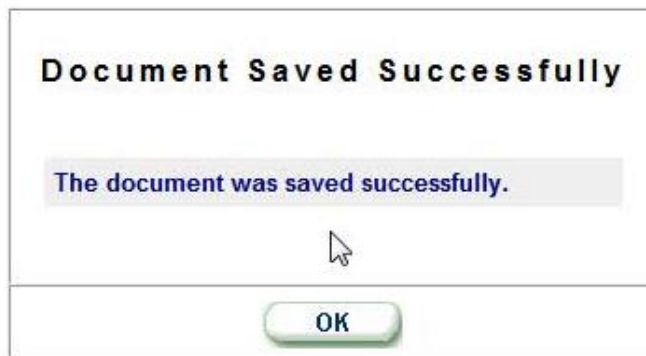 Document Saved Successfully
The document was saved successfully.
OK